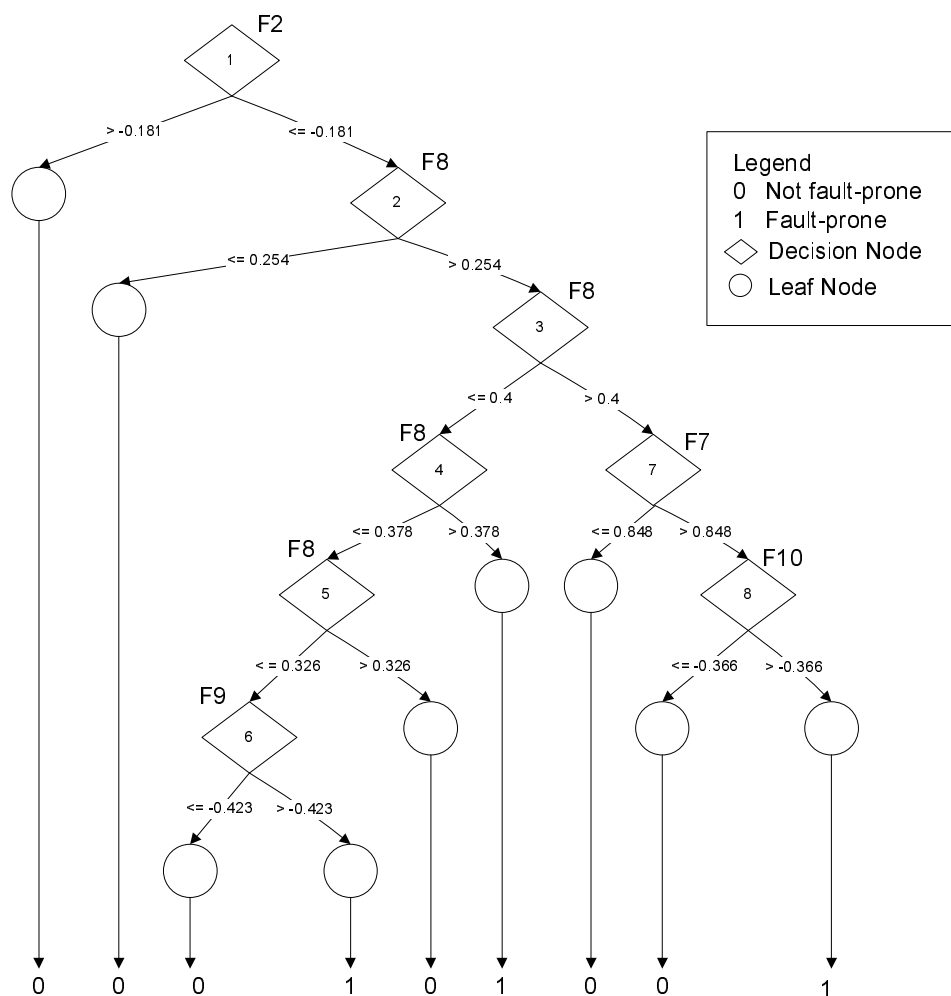 F2
1
> -0.181
<= -0.181
F8
2
<= 0.254
> 0.254
F8
3
<= 0.4
> 0.4
F8
4
F7
7
<= 0.378
> 0.378
<= 0.848
> 0.848
F8
5
F10
8
< = 0.326
> 0.326
<= -0.366
> -0.366
F9
6
<= -0.423
> -0.423
0
0
0
1
0
1
0
0
1
Legend
0 Not fault-prone
1 Fault-prone
Decision Node
Leaf Node